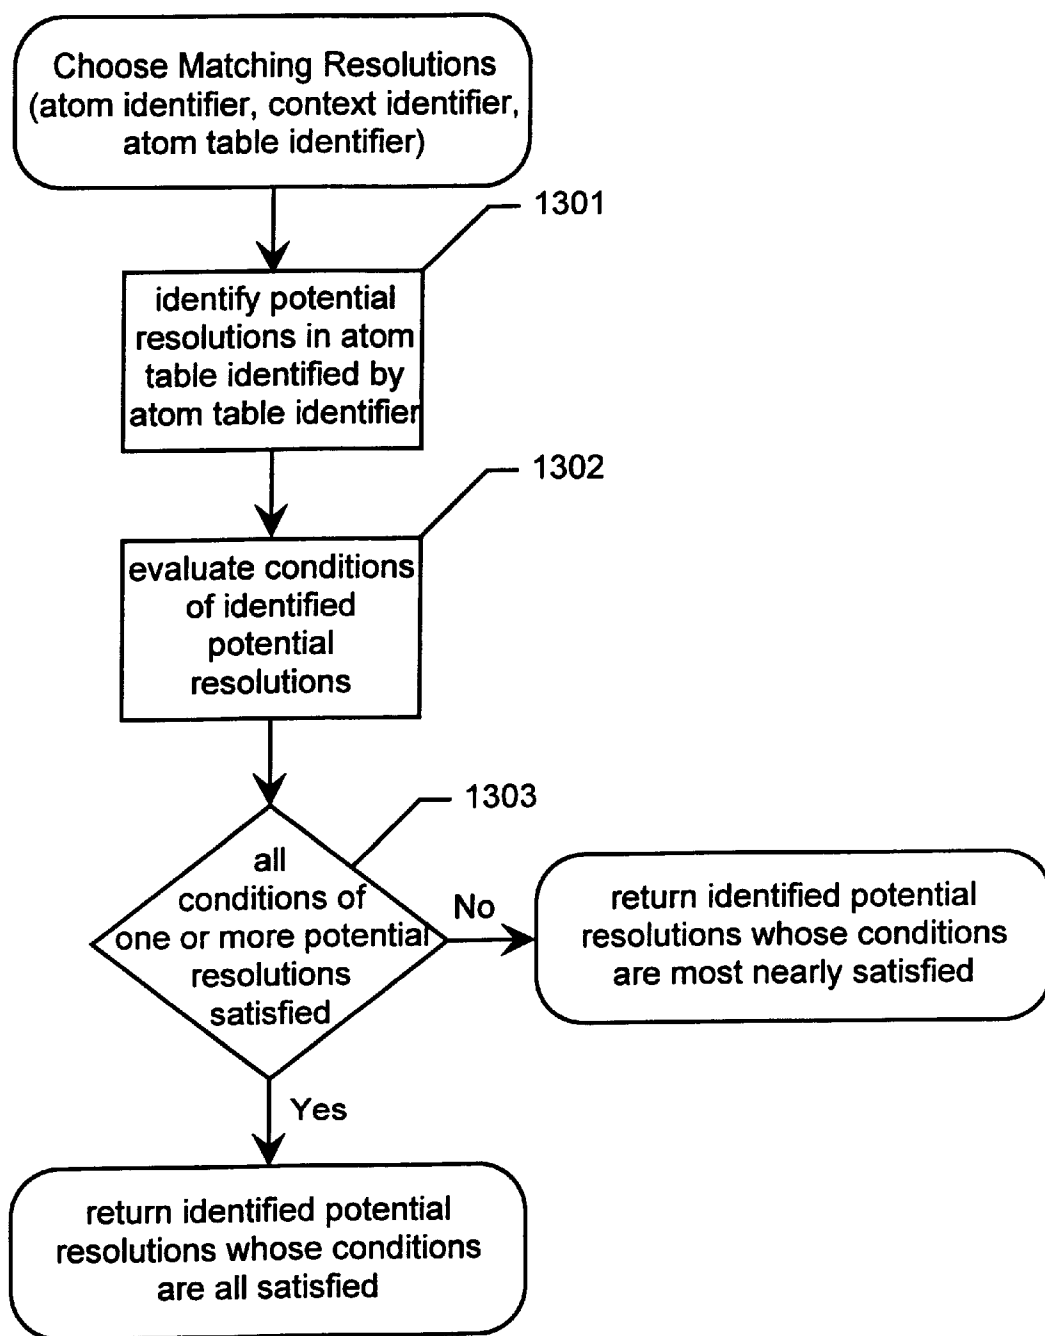 Choose Matching Resolutions
(atom identifier, context identifier,
atom table identifier)
1301
identify potential
resolutions in atom
table identified by
atom table identifier
1302
evaluate conditions
of identified
potential
resolutions
1303
all
conditions of
one or more potential
resolutions
satisfied
No
return identified potential
resolutions whose conditions
are most nearly satisfied
Yes
return identified potential
resolutions whose conditions
are all satisfied